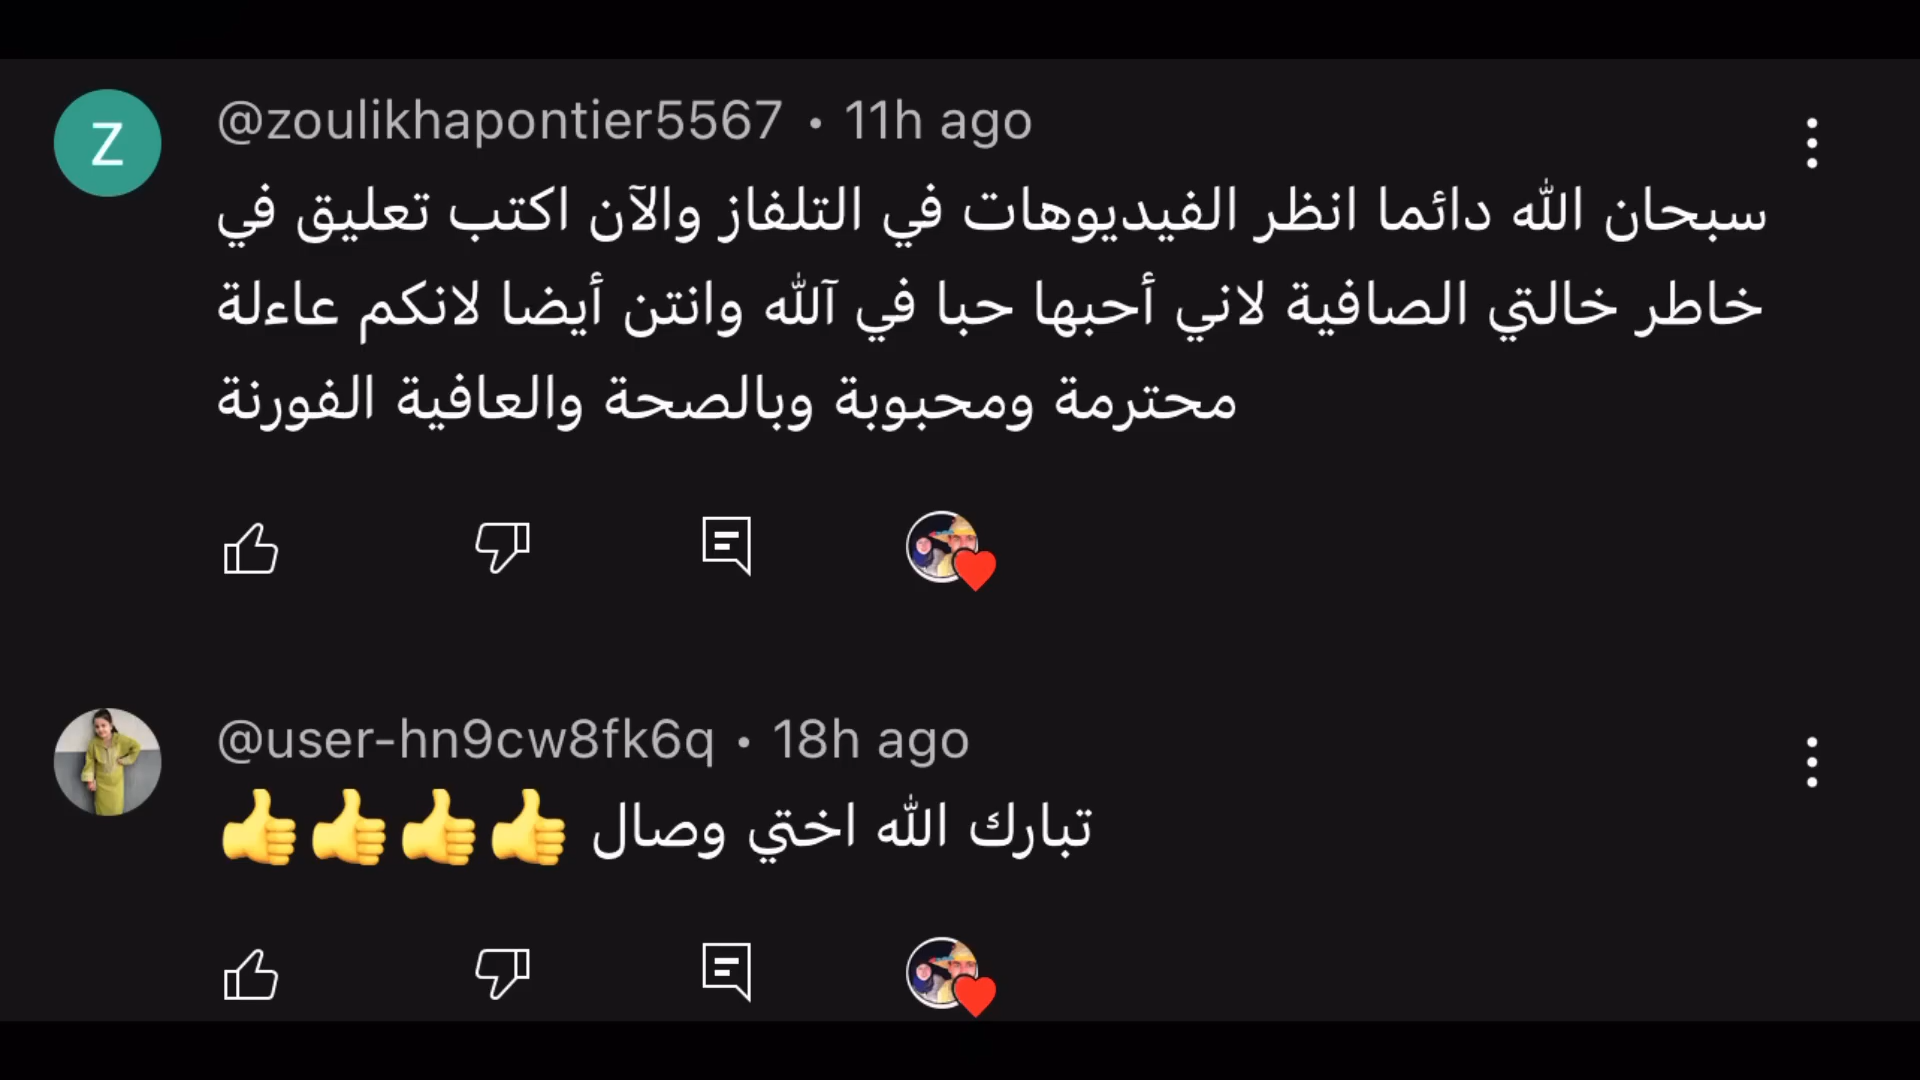 Z
@zoulikhapontier5567 • 11h ago
سبحان الله دائما انظر الفيديوهات في التلفاز والآن اكتب تعليق في
خاطر خالتي الصافية لاني أحبها حبا في آلله وانتن أيضا لانكم عاءلة
محترمة ومحبوبة وبالصحة والعافية الفورنة
@user-hn9cw8fk6q • 18h ago
تبارك الله اختي وصال 👍👍👍👍